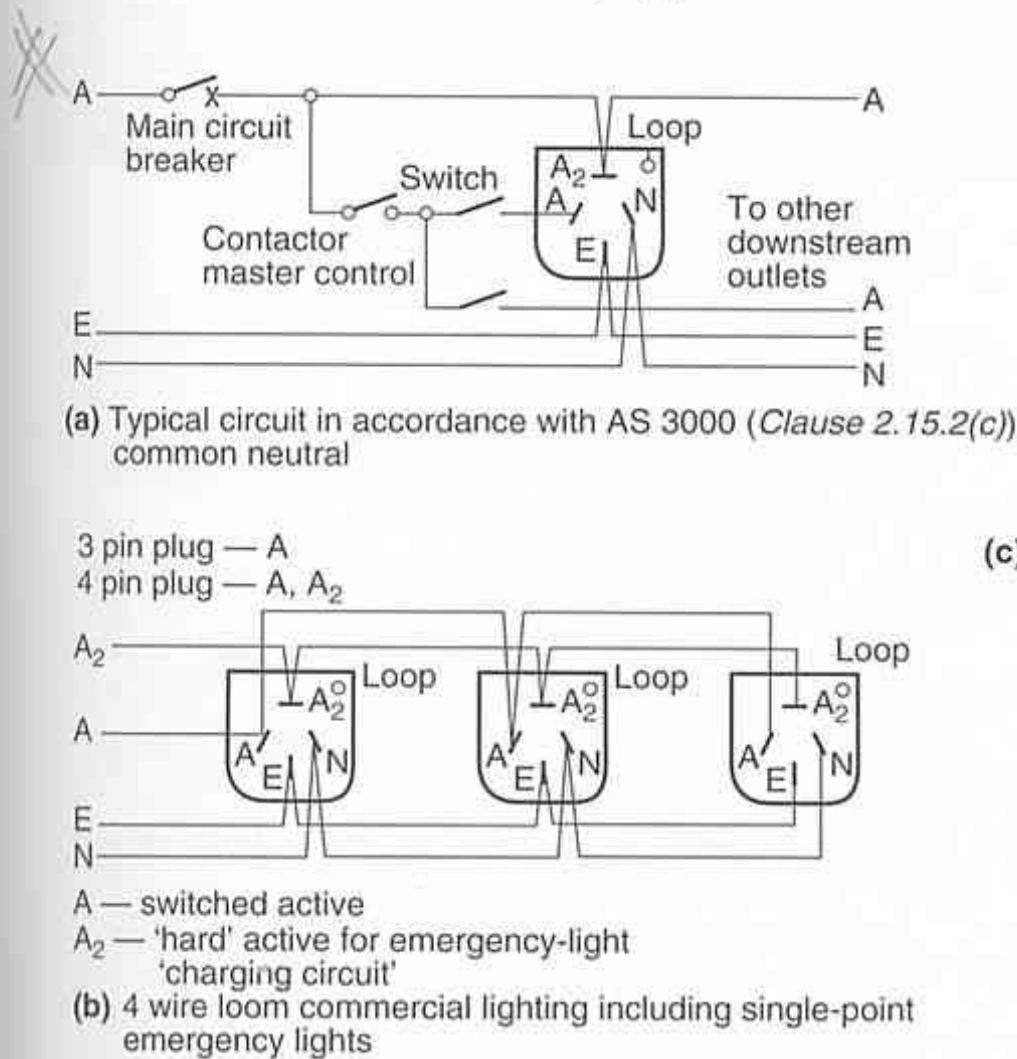 A
A
Main circuit
breaker
Loop
A₂
Switch
A
N
E
Contactor
master control
To other
downstream
outlets
A
E
E
N
N
(a) Typical circuit in accordance with AS 3000 (Clause 2.15.2(c))
common neutral
3 pin plug — A
4 pin plug — A, A₂
(c)
A₂
Loop
Loop
Loop
A₂
A₂
A₂
A
A
N
A
N
A
N
E
E
E
E
N
A — switched active
A₂ — 'hard' active for emergency-light
'charging circuit'
(b) 4 wire loom commercial lighting including single-point
emergency lights